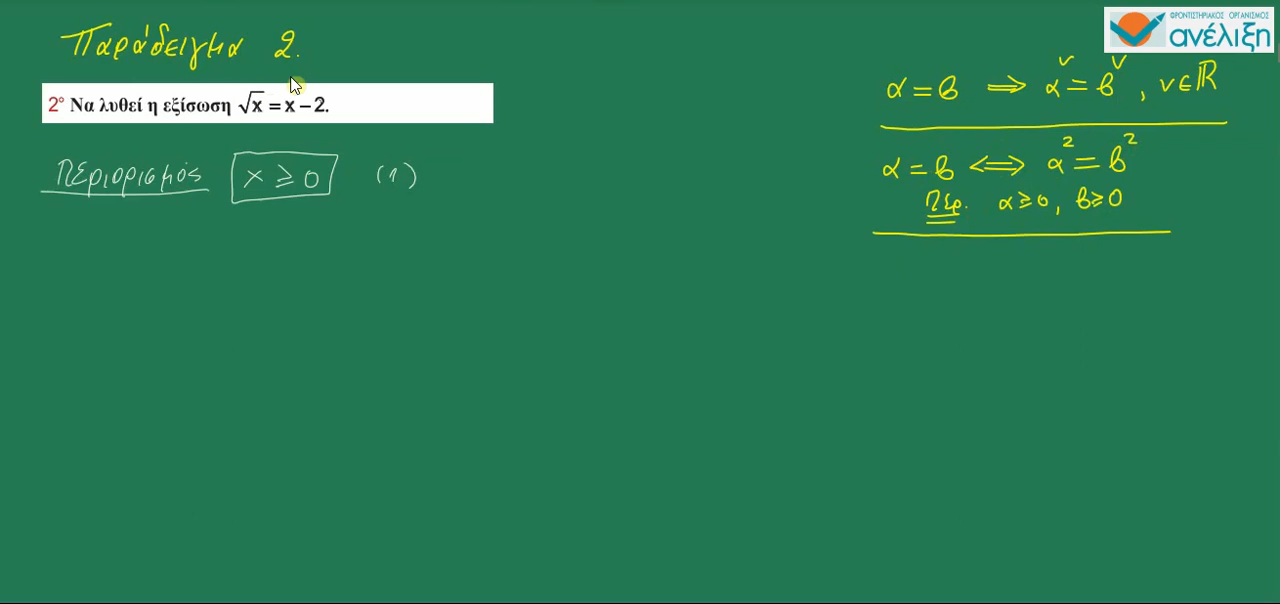 Παράδειγμα 2.
2° Να λυθεί η εξίσωση √x = x – 2.
Περιορισμός x ≥ 0 (1)
ΦΡΟΝΤΙΣΤΗΡΙΑΚΟΣ ΟΡΓΑΝΙΣΜΟΣ
ανέλιξη
α = β ⟹ α^ν = β^ν , ν ∈ ℝ
α = β ⟺ α² = β²
Περ. α ≥ 0, β ≥ 0